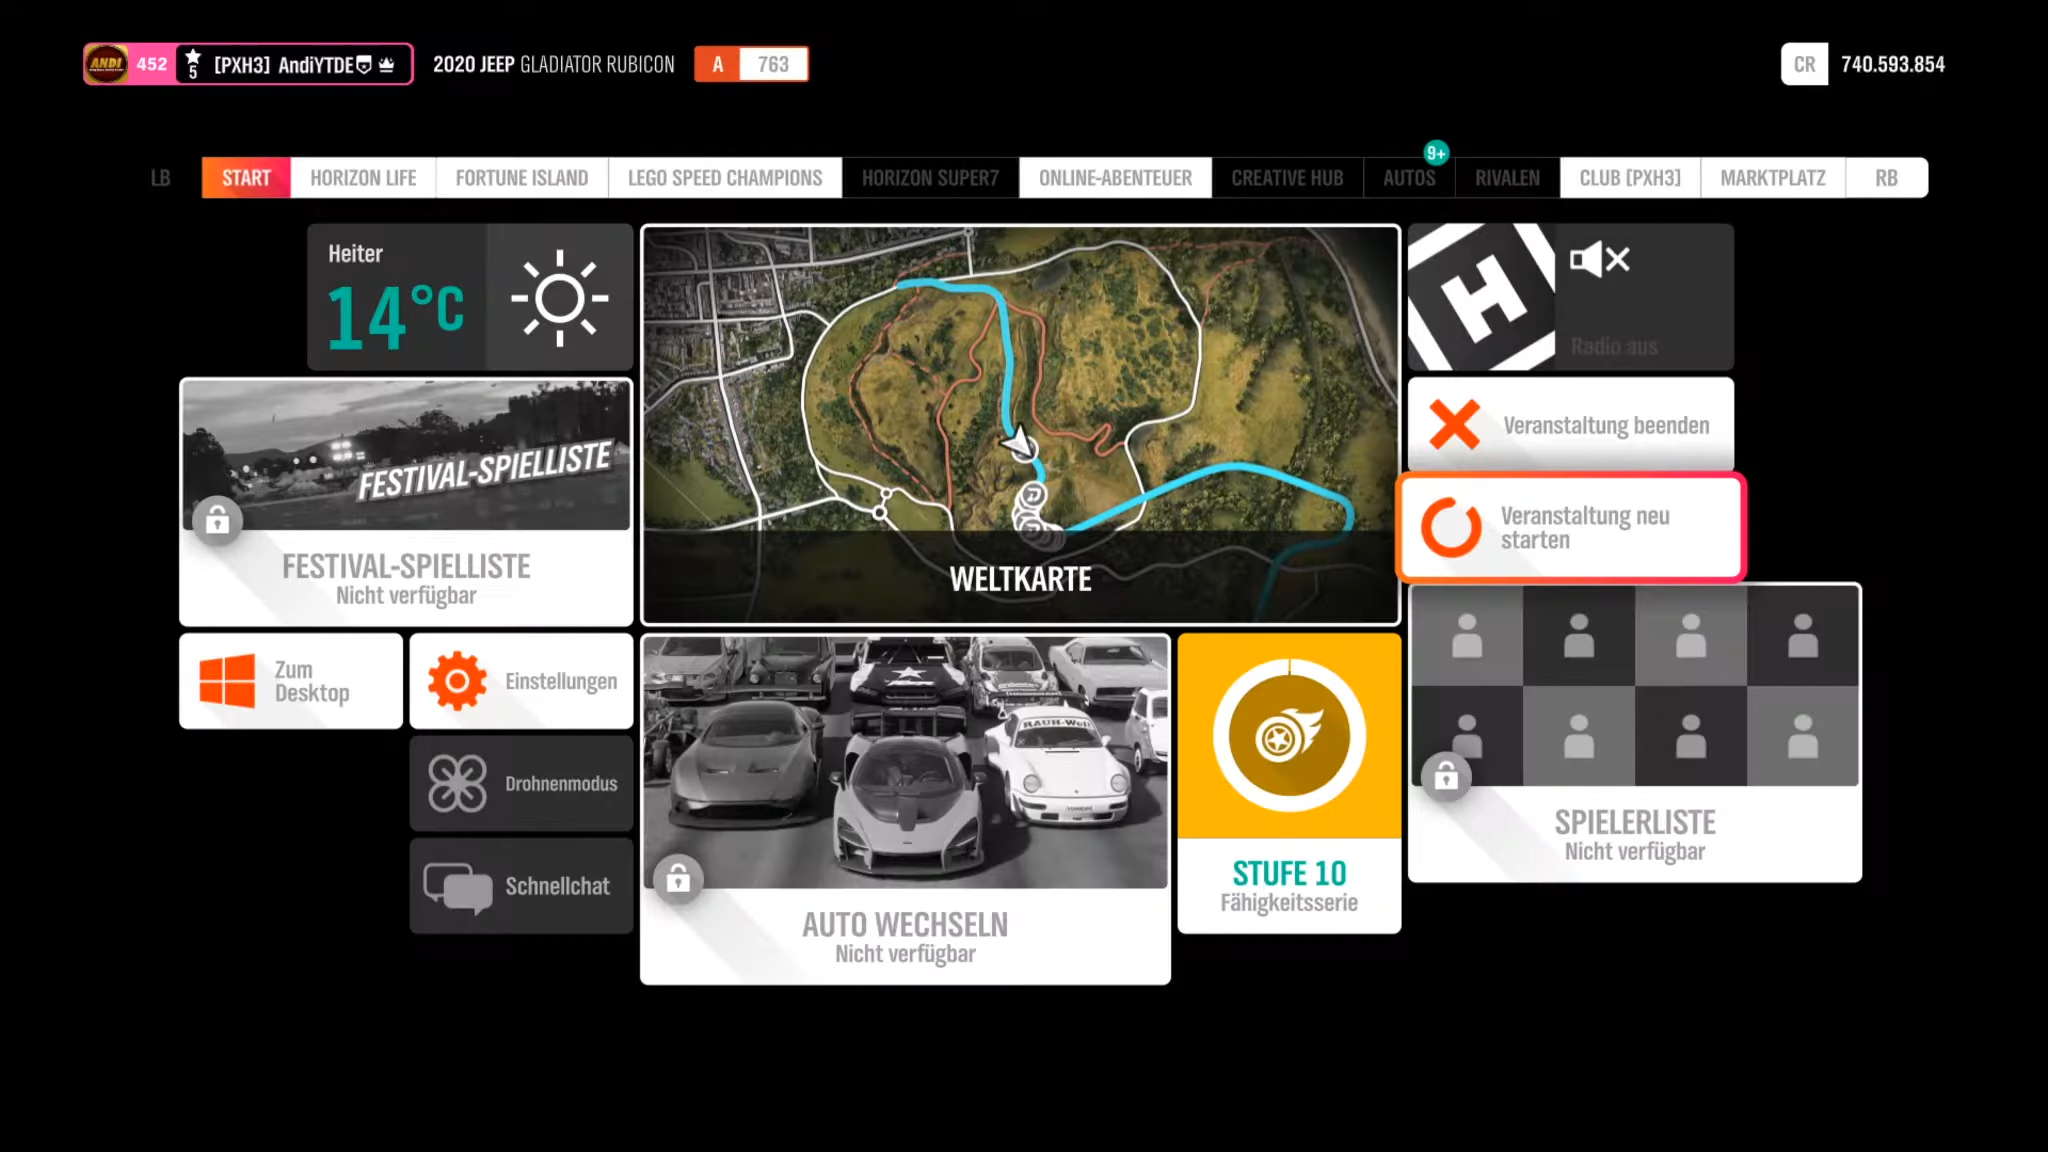 ANDI 452 5 [PXH3] AndiYTDE 2020 JEEP GLADIATOR RUBICON A 763 CR 740.593.854
LB START HORIZON LIFE FORTUNE ISLAND LEGO SPEED CHAMPIONS HORIZON SUPER7 ONLINE-ABENTEUER CREATIVE HUB AUTOS 9+ RIVALEN CLUB [PXH3] MARKTPLATZ RB
Heiter
14°C
FESTIVAL-SPIELLISTE
FESTIVAL-SPIELLISTE
Nicht verfügbar
Zum
Desktop
Einstellungen
Drohnenmodus
Schnellchat
WELTKARTE
RAUH-Welt
AUTO WECHSELN
Nicht verfügbar
STUFE 10
Fähigkeitsserie
H
Radio aus
Veranstaltung beenden
Veranstaltung neu
starten
SPIELERLISTE
Nicht verfügbar